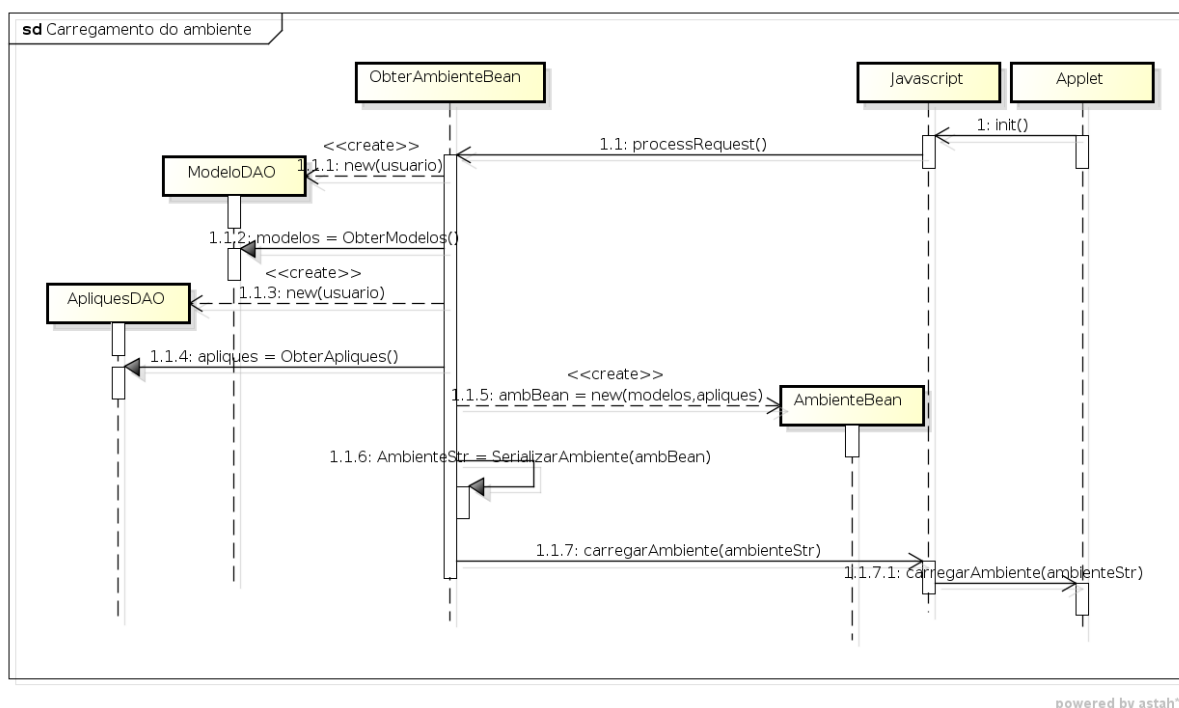 sd Carregamento do ambiente
ObterAmbienteBean
Javascript
Applet
1: init()
1.1: processRequest()
<<create>>
1.1.1: new(usuario)
ModeloDAO
1.1.2: modelos = ObterModelos()
<<create>>
1.1.3: new(usuario)
ApliquesDAO
1.1.4: apliques = ObterApliques()
<<create>>
1.1.5: ambBean = new(modelos,apliques)
AmbienteBean
1.1.6: AmbienteStr = SerializarAmbiente(ambBean)
1.1.7: carregarAmbiente(ambienteStr)
1.1.7.1: carregarAmbiente(ambienteStr)
powered by astah*